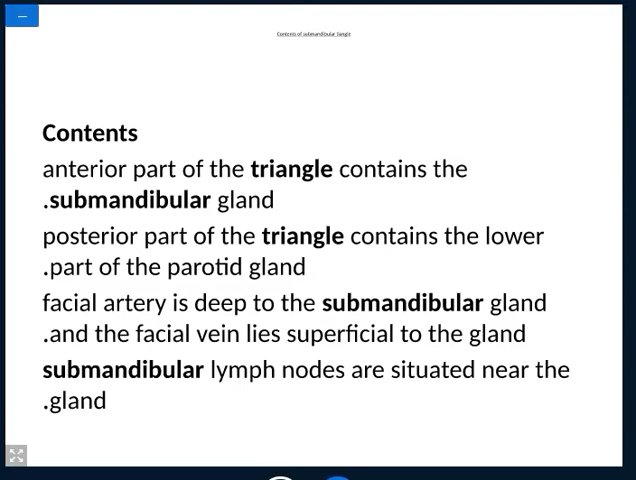 Contents of submandibular tiangle
Contents
anterior part of the triangle contains the
.submandibular gland
posterior part of the triangle contains the lower
.part of the parotid gland
facial artery is deep to the submandibular gland
.and the facial vein lies superficial to the gland
submandibular lymph nodes are situated near the
.gland